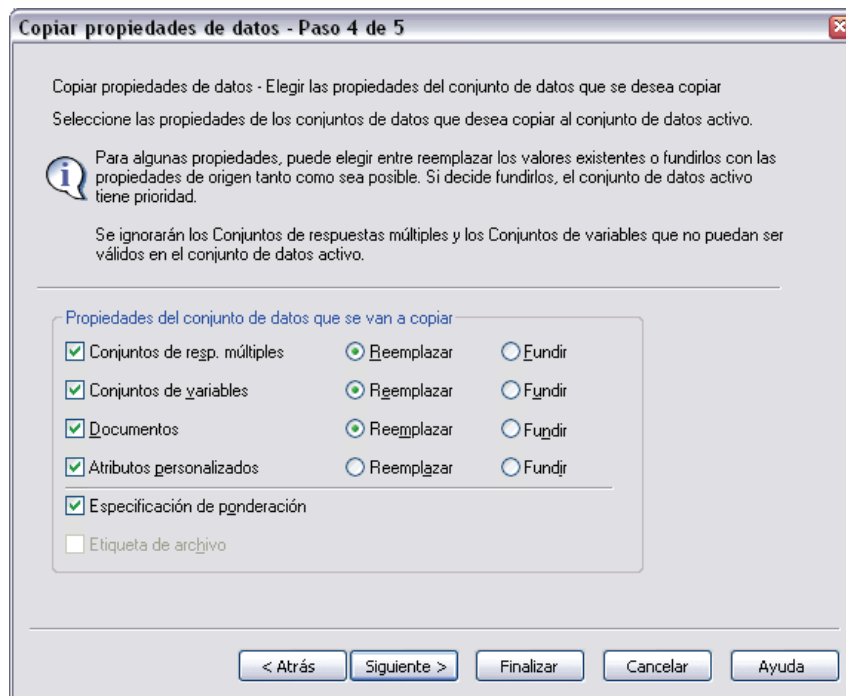 Copiar propiedades de datos - Paso 4 de 5
Copiar propiedades de datos - Elegir las propiedades del conjunto de datos que se desea copiar
Seleccione las propiedades de los conjuntos de datos que desea copiar al conjunto de datos activo.
Para algunas propiedades, puede elegir entre reemplazar los valores existentes o fundirlos con las
propiedades de origen tanto como sea posible. Si decide fundirlos, el conjunto de datos activo
tiene prioridad.
Se ignorarán los Conjuntos de respuestas múltiples y los Conjuntos de variables que no puedan ser
válidos en el conjunto de datos activo.
Propiedades del conjunto de datos que se van a copiar
Conjuntos de resp. múltiples Reemplazar Fundir
Conjuntos de variables Reemplazar Fundir
Documentos Reemplazar Fundir
Atributos personalizados Reemplazar Fundir
Especificación de ponderación
Etiqueta de archivo
< Atrás Siguiente > Finalizar Cancelar Ayuda